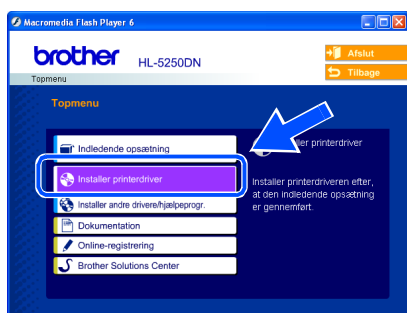 Macromedia Flash Player 6
brother
HL-5250DN
Afslut
Tilbage
Topmenu
Topmenu
Indledende opsætning
Installer printerdriver
Installer andre drivere/hjælpeprogr.
Dokumentation
Online-registrering
Brother Solutions Center
printerdriver
Installer printerdriveren efter,
at den indledende opsætning
er gennemført.